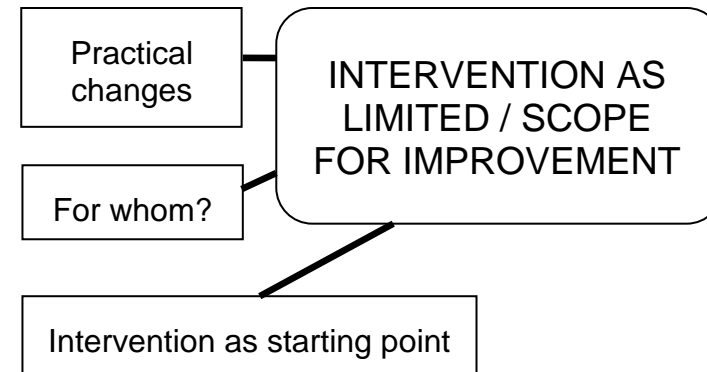 Practical
changes
INTERVENTION AS
LIMITED / SCOPE
FOR IMPROVEMENT
For whom?
Intervention as starting point